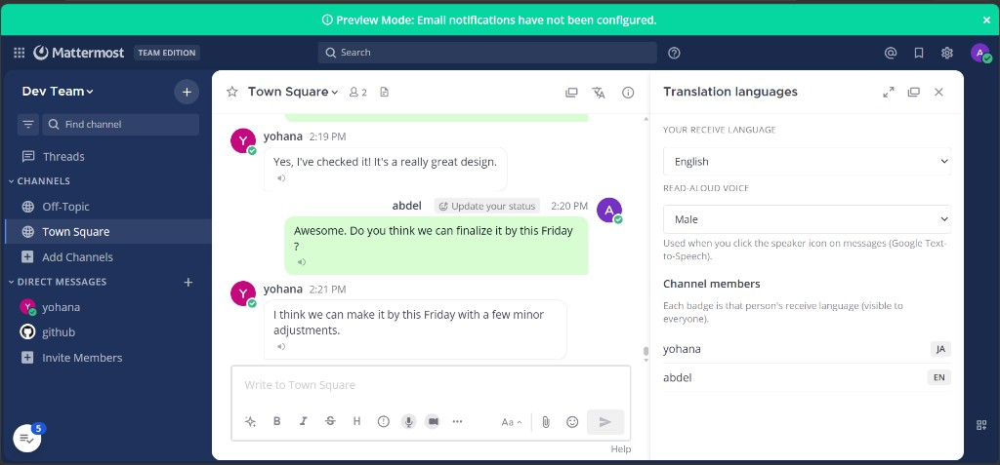 Preview Mode: Email notifications have not been configured.
Mattermost TEAM EDITION
Search
A
Dev Team
Find channel
Threads
CHANNELS
Off-Topic
Town Square
Add Channels
DIRECT MESSAGES
yohana
github
Invite Members
5
Town Square
2
Y
yohana 2:19 PM
Yes, I've checked it! It's a really great design.
abdel Update your status 2:20 PM
A
Awesome. Do you think we can finalize it by this Friday
?
Y
yohana 2:21 PM
I think we can make it by this Friday with a few minor
adjustments.
Write to Town Square
B I S H
Aa
Help
Translation languages
YOUR RECEIVE LANGUAGE
English
READ-ALOUD VOICE
Male
Used when you click the speaker icon on messages (Google Text-
to-Speech).
Channel members
Each badge is that person's receive language (visible to
everyone).
yohana JA
abdel EN